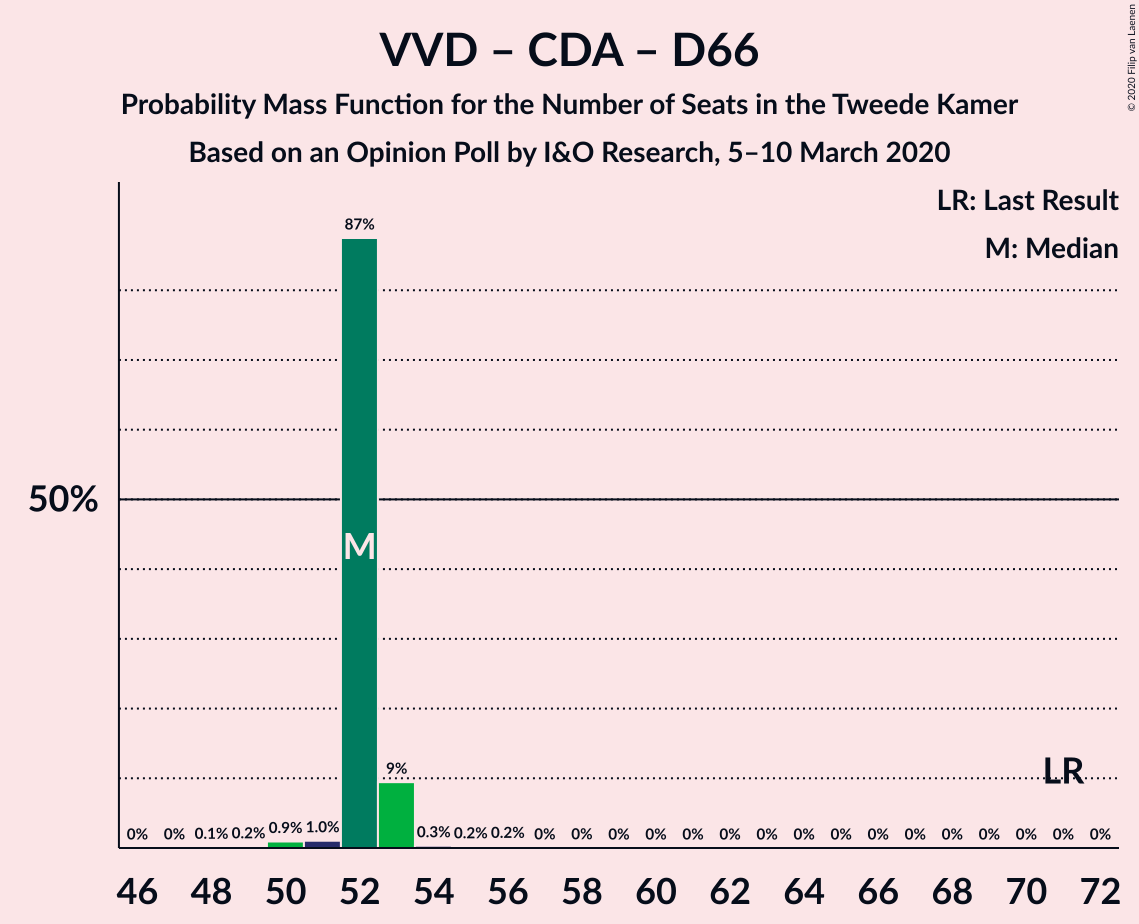 VVD – CDA – D66
Probability Mass Function for the Number of Seats in the Tweede Kamer
Based on an Opinion Poll by I&O Research, 5–10 March 2020
© 2020 Filip van Laenen
LR: Last Result
M: Median
87%
50%
M
9%
LR
0% 0% 0.1% 0.2% 0.9% 1.0% 0.3% 0.2% 0.2% 0% 0% 0% 0% 0% 0% 0% 0% 0% 0% 0% 0% 0% 0% 0% 0%
46 48 50 52 54 56 58 60 62 64 66 68 70 72